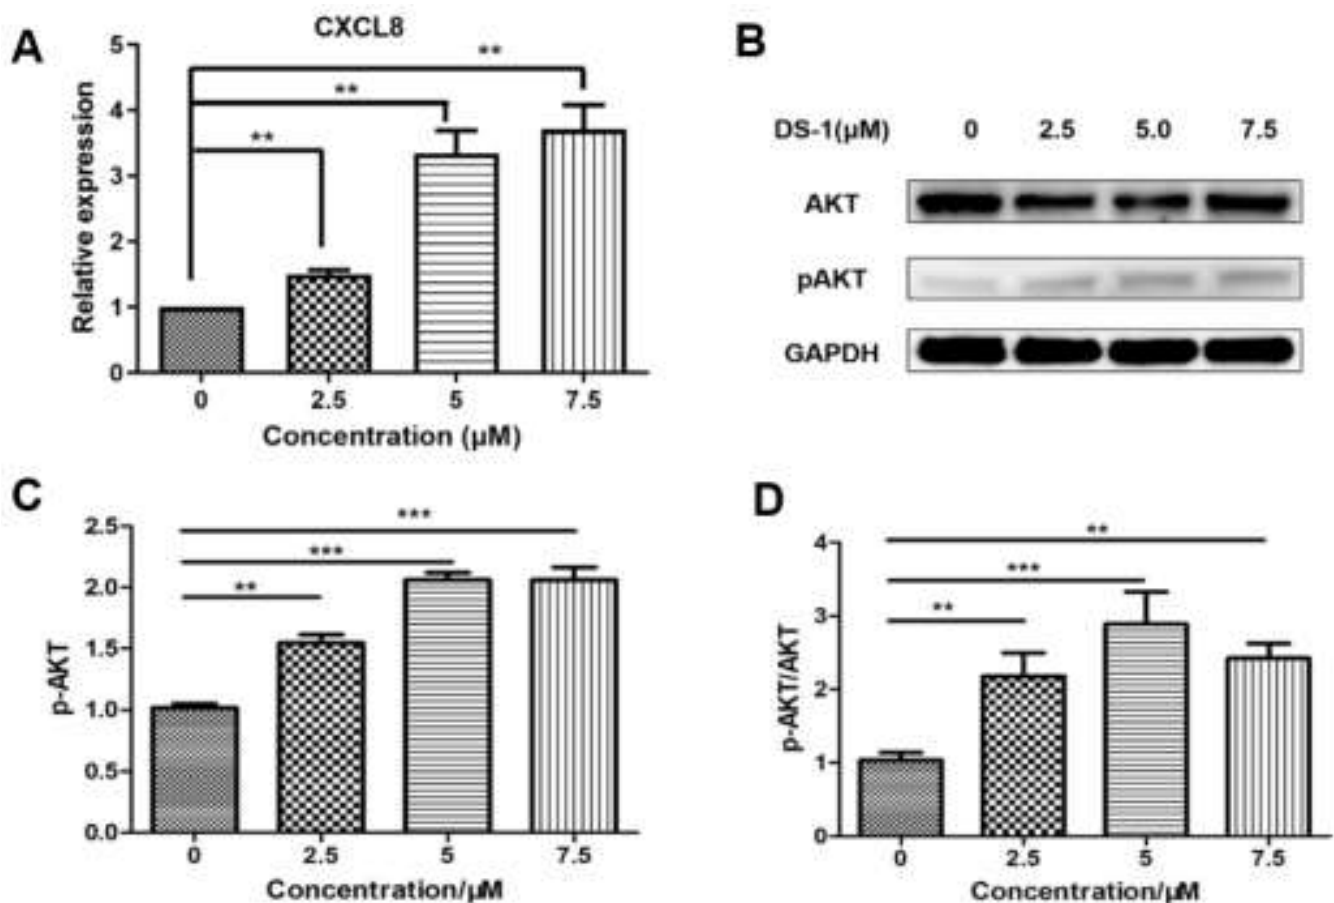 A
CXCL8
Relative expression
5
4
3
2
1
0
**
**
**
0 2.5 5 7.5
Concentration (µM)
B
DS-1(µM) 0 2.5 5.0 7.5
AKT
pAKT
GAPDH
C
p-AKT
2.5
2.0
1.5
1.0
0.5
0.0
***
***
**
0 2.5 5 7.5
Concentration/µM
D
p-AKT/AKT
4
3
2
1
0
**
***
**
0 2.5 5 7.5
Concentration/µM